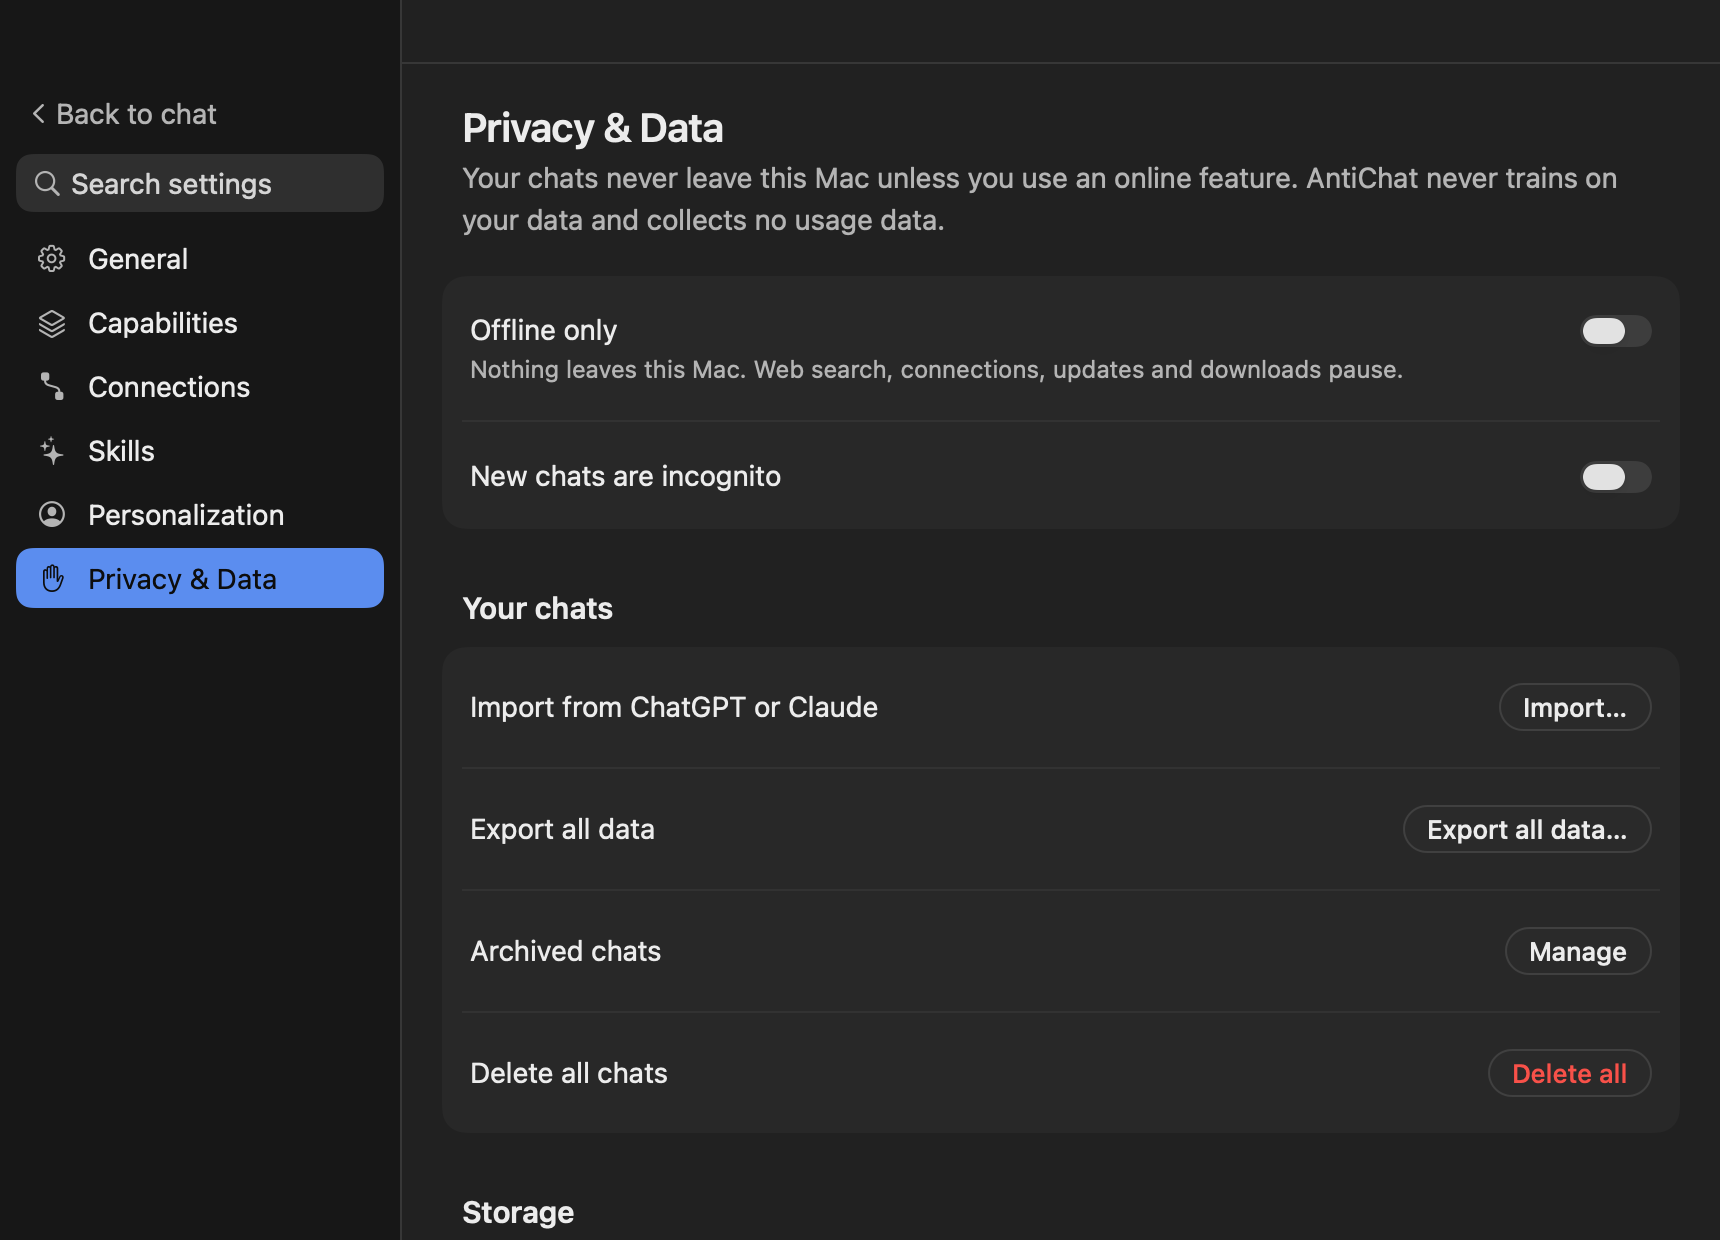 Back to chat
Search settings
General
Capabilities
Connections
Skills
Personalization
Privacy & Data
Privacy & Data
Your chats never leave this Mac unless you use an online feature. AntiChat never trains on
your data and collects no usage data.
Offline only
Nothing leaves this Mac. Web search, connections, updates and downloads pause.
New chats are incognito
Your chats
Import from ChatGPT or Claude
Import...
Export all data
Export all data...
Archived chats
Manage
Delete all chats
Delete all
Storage